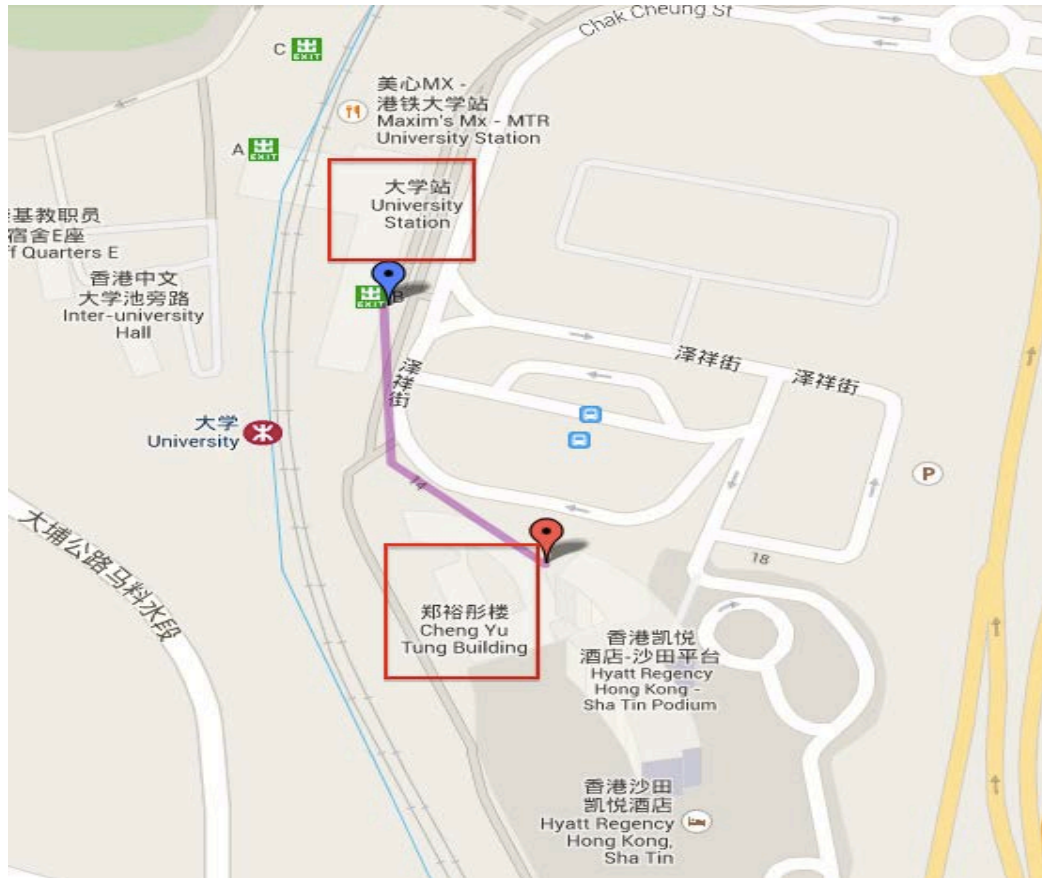 Chak Cheung St
C
出
EXIT
美心MX -
港铁大学站
Maxim's Mx - MTR
University Station
A
出
EXIT
大学站
University
Station
基教职员
宿舍E座
ff Quarters E
香港中文
大学池旁路
Inter-university
Hall
出
EXIT
B
泽祥街
泽祥街
泽祥街
大学
University
P
14
18
大埔公路马料水段
郑裕彤楼
Cheng Yu
Tung Building
香港凯悦
酒店-沙田平台
Hyatt Regency
Hong Kong -
Sha Tin Podium
香港沙田
凯悦酒店
Hyatt Regency
Hong Kong,
Sha Tin